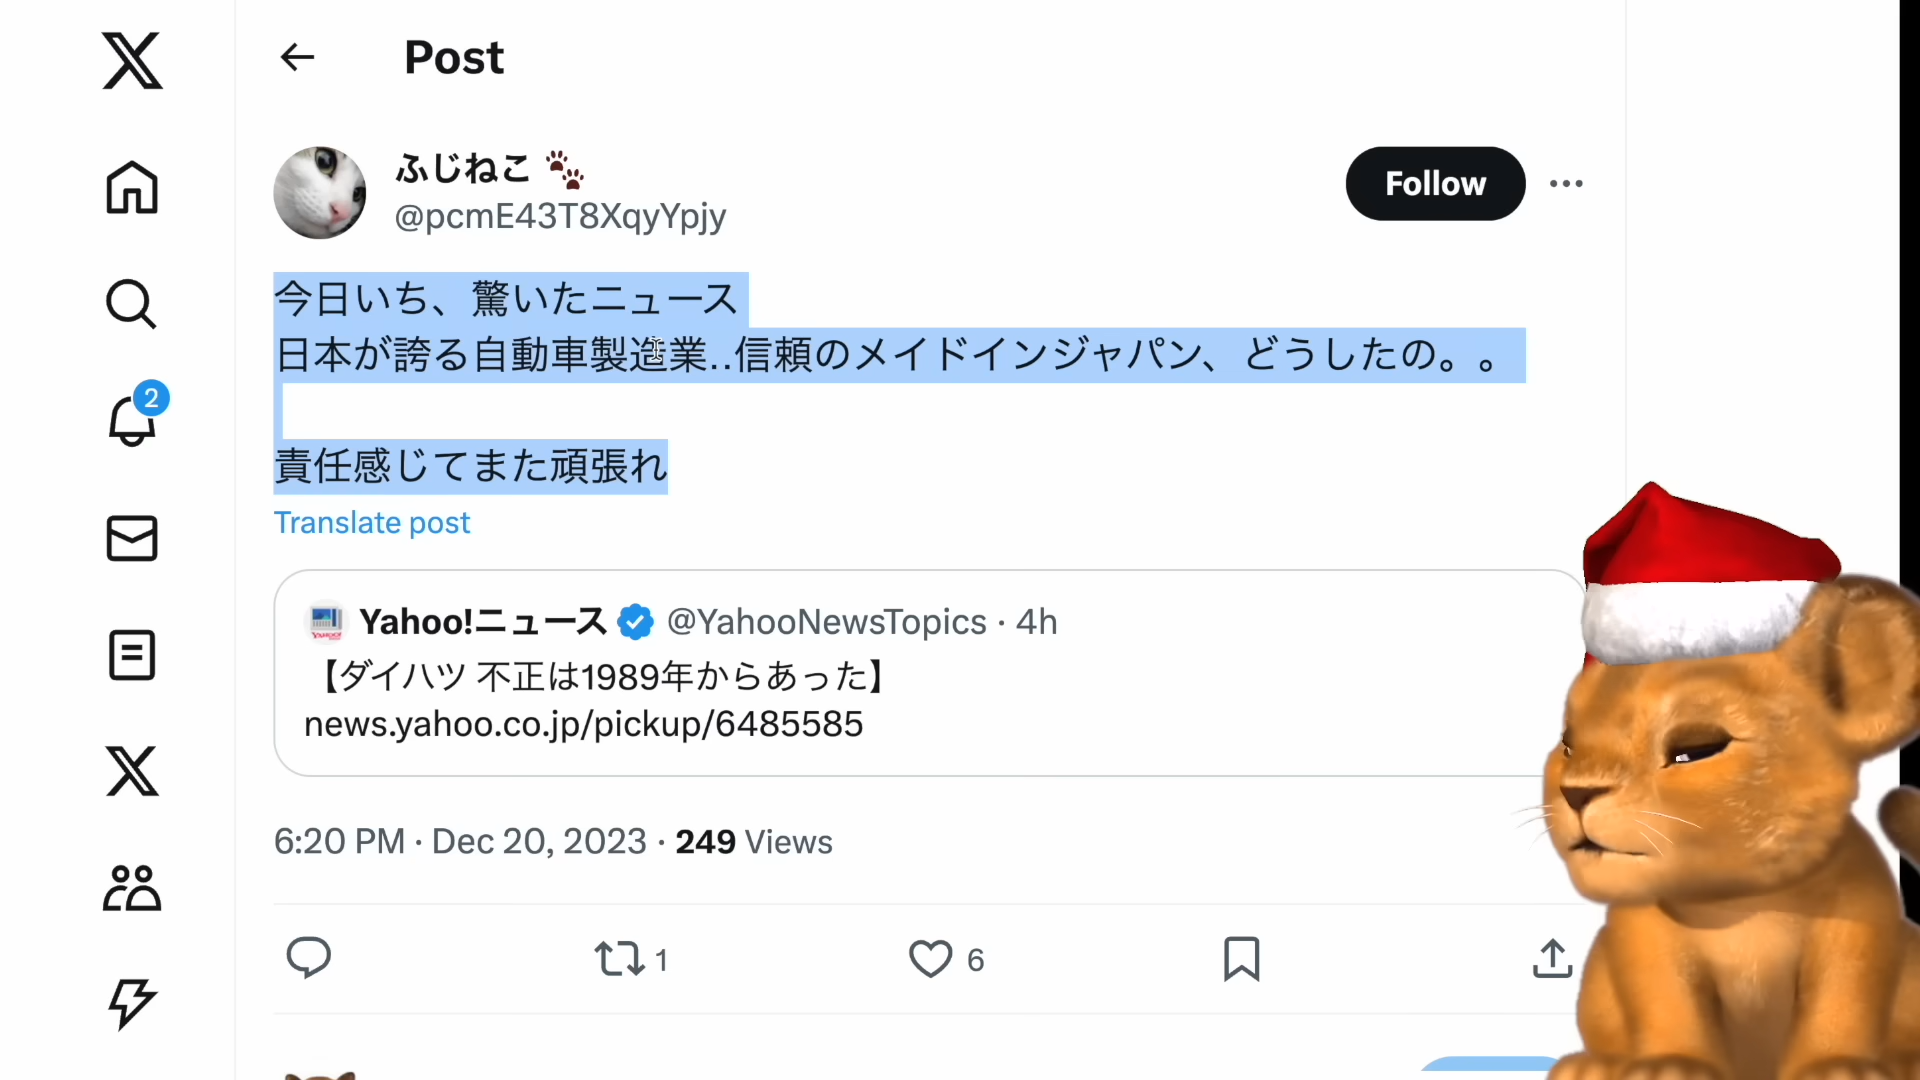 Post
ふじねこ
@pcmE43T8XqyYpjy
Follow
今日いち、驚いたニュース
日本が誇る自動車製造業..信頼のメイドインジャパン、どうしたの。。
責任感じてまた頑張れ
Translate post
Yahoo!ニュース @YahooNewsTopics · 4h
【ダイハツ 不正は1989年からあった】
news.yahoo.co.jp/pickup/6485585
6:20 PM · Dec 20, 2023 · 249 Views
1
6
2
YAHOO!